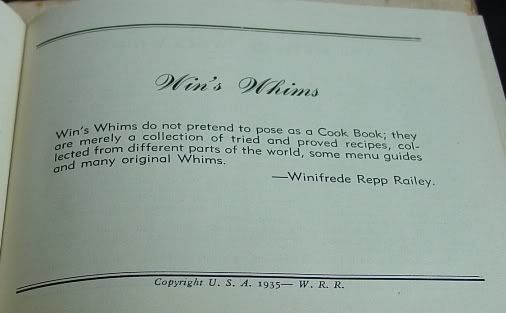 Win's Whims
Win's Whims do not pretend to pose as a Cook Book; they
are merely a collection of tried and proved recipes, col-
lected from different parts of the world, some menu guides
and many original Whims.
—Winifrede Repp Railey.
Copyright U. S. A. 1935— W. R. R.